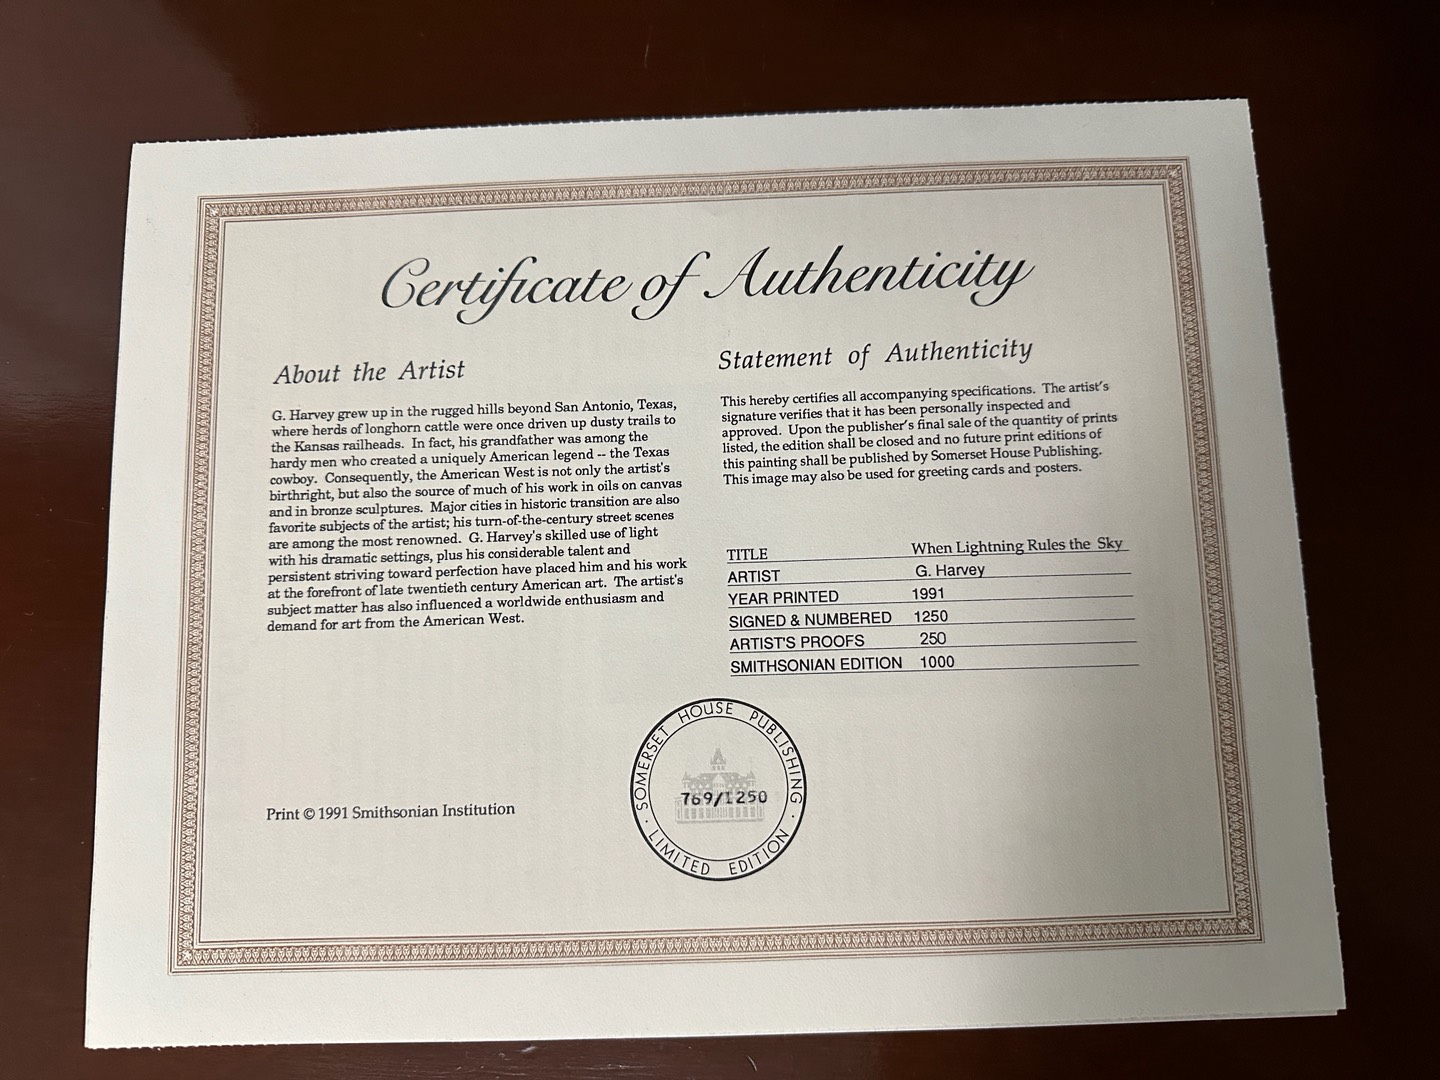 Certificate of Authenticity
About the Artist
G. Harvey grew up in the rugged hills beyond San Antonio, Texas,
where herds of longhorn cattle were once driven up dusty trails to
the Kansas railheads. In fact, his grandfather was among the
hardy men who created a uniquely American legend -- the Texas
cowboy. Consequently, the American West is not only the artist's
birthright, but also the source of much of his work in oils on canvas
and in bronze sculptures. Major cities in historic transition are also
favorite subjects of the artist; his turn-of-the-century street scenes
are among the most renowned. G. Harvey's skilled use of light
with his dramatic settings, plus his considerable talent and
persistent striving toward perfection have placed him and his work
at the forefront of late twentieth century American art. The artist's
subject matter has also influenced a worldwide enthusiasm and
demand for art from the American West.
Statement of Authenticity
This hereby certifies all accompanying specifications. The artist's
signature verifies that it has been personally inspected and
approved. Upon the publisher's final sale of the quantity of prints
listed, the edition shall be closed and no future print editions of
this painting shall be published by Somerset House Publishing.
This image may also be used for greeting cards and posters.
TITLE When Lightning Rules the Sky
ARTIST G. Harvey
YEAR PRINTED 1991
SIGNED & NUMBERED 1250
ARTIST'S PROOFS 250
SMITHSONIAN EDITION 1000
Print © 1991 Smithsonian Institution
· SOMERSET HOUSE PUBLISHING ·
769/1250
LIMITED EDITION